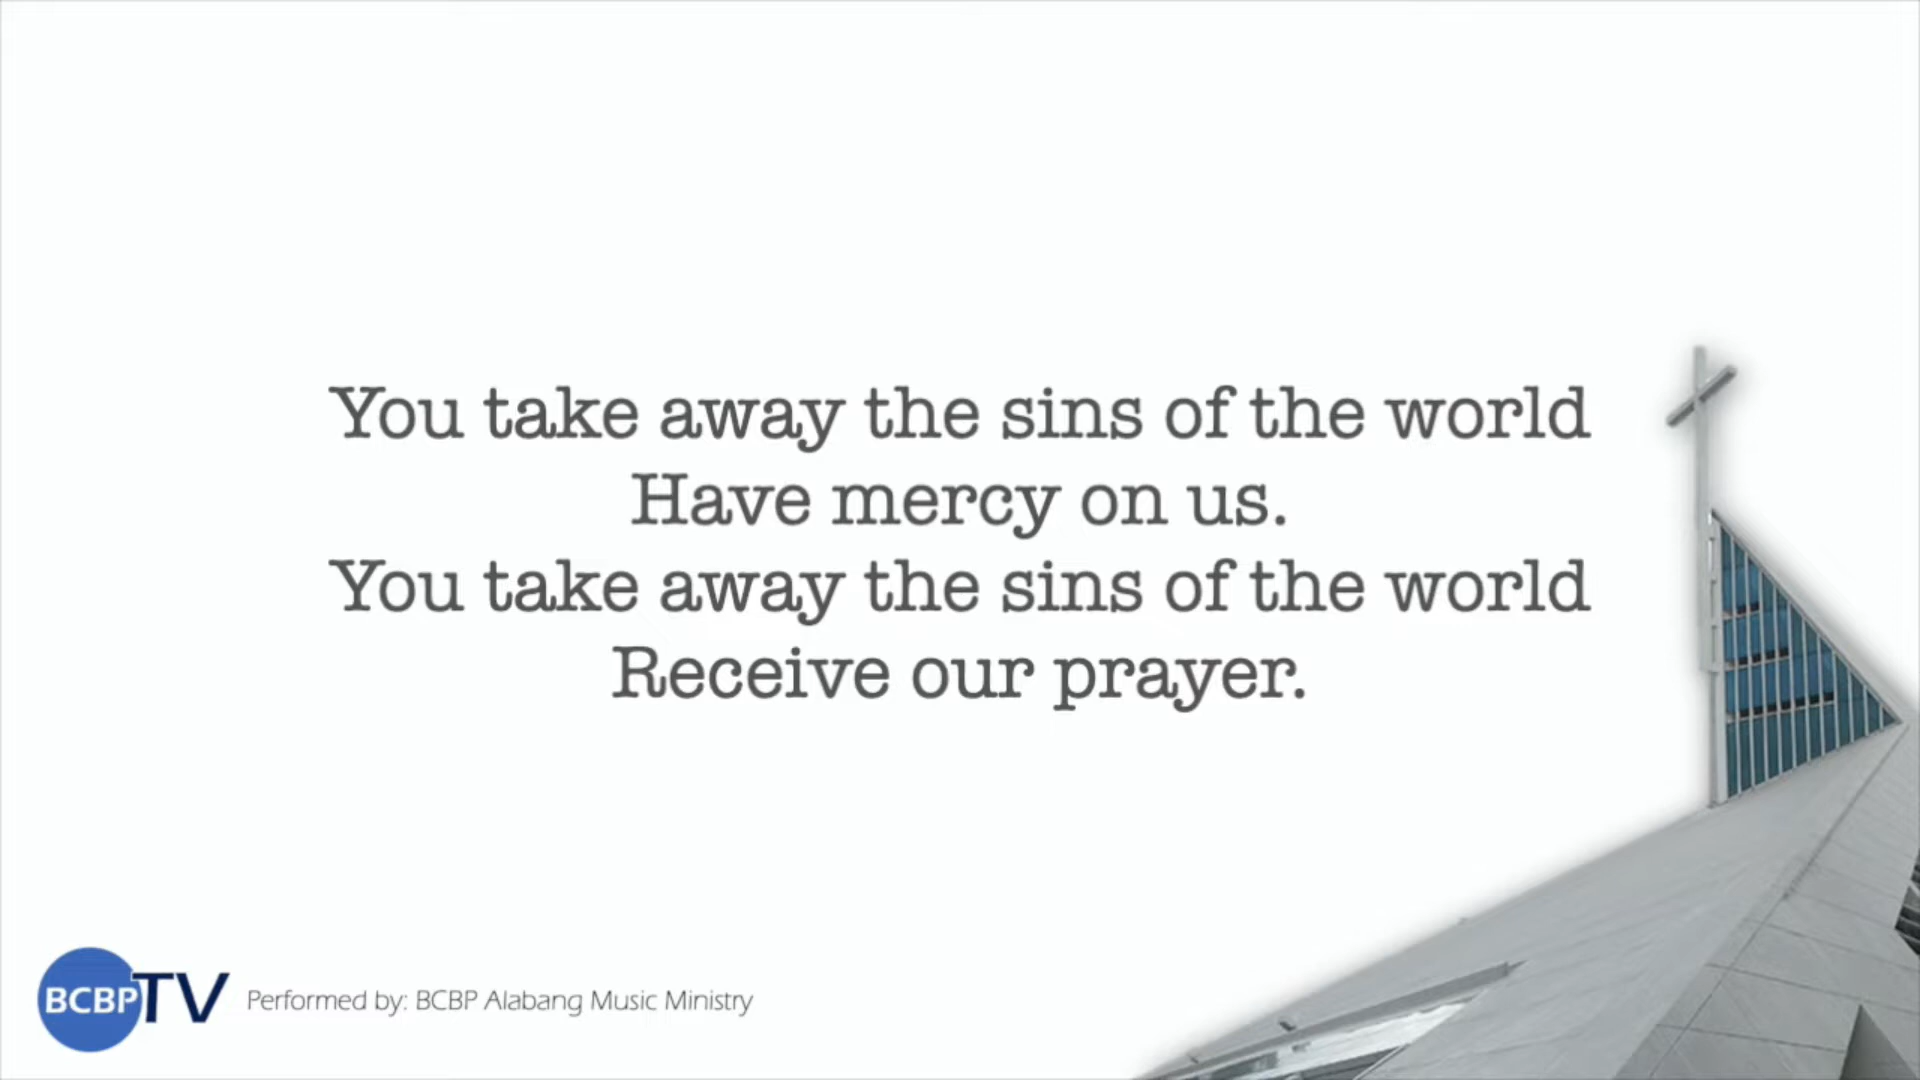 You take away the sins of the world
Have mercy on us.
You take away the sins of the world
Receive our prayer.
BCBPTV Performed by: BCBP Alabang Music Ministry